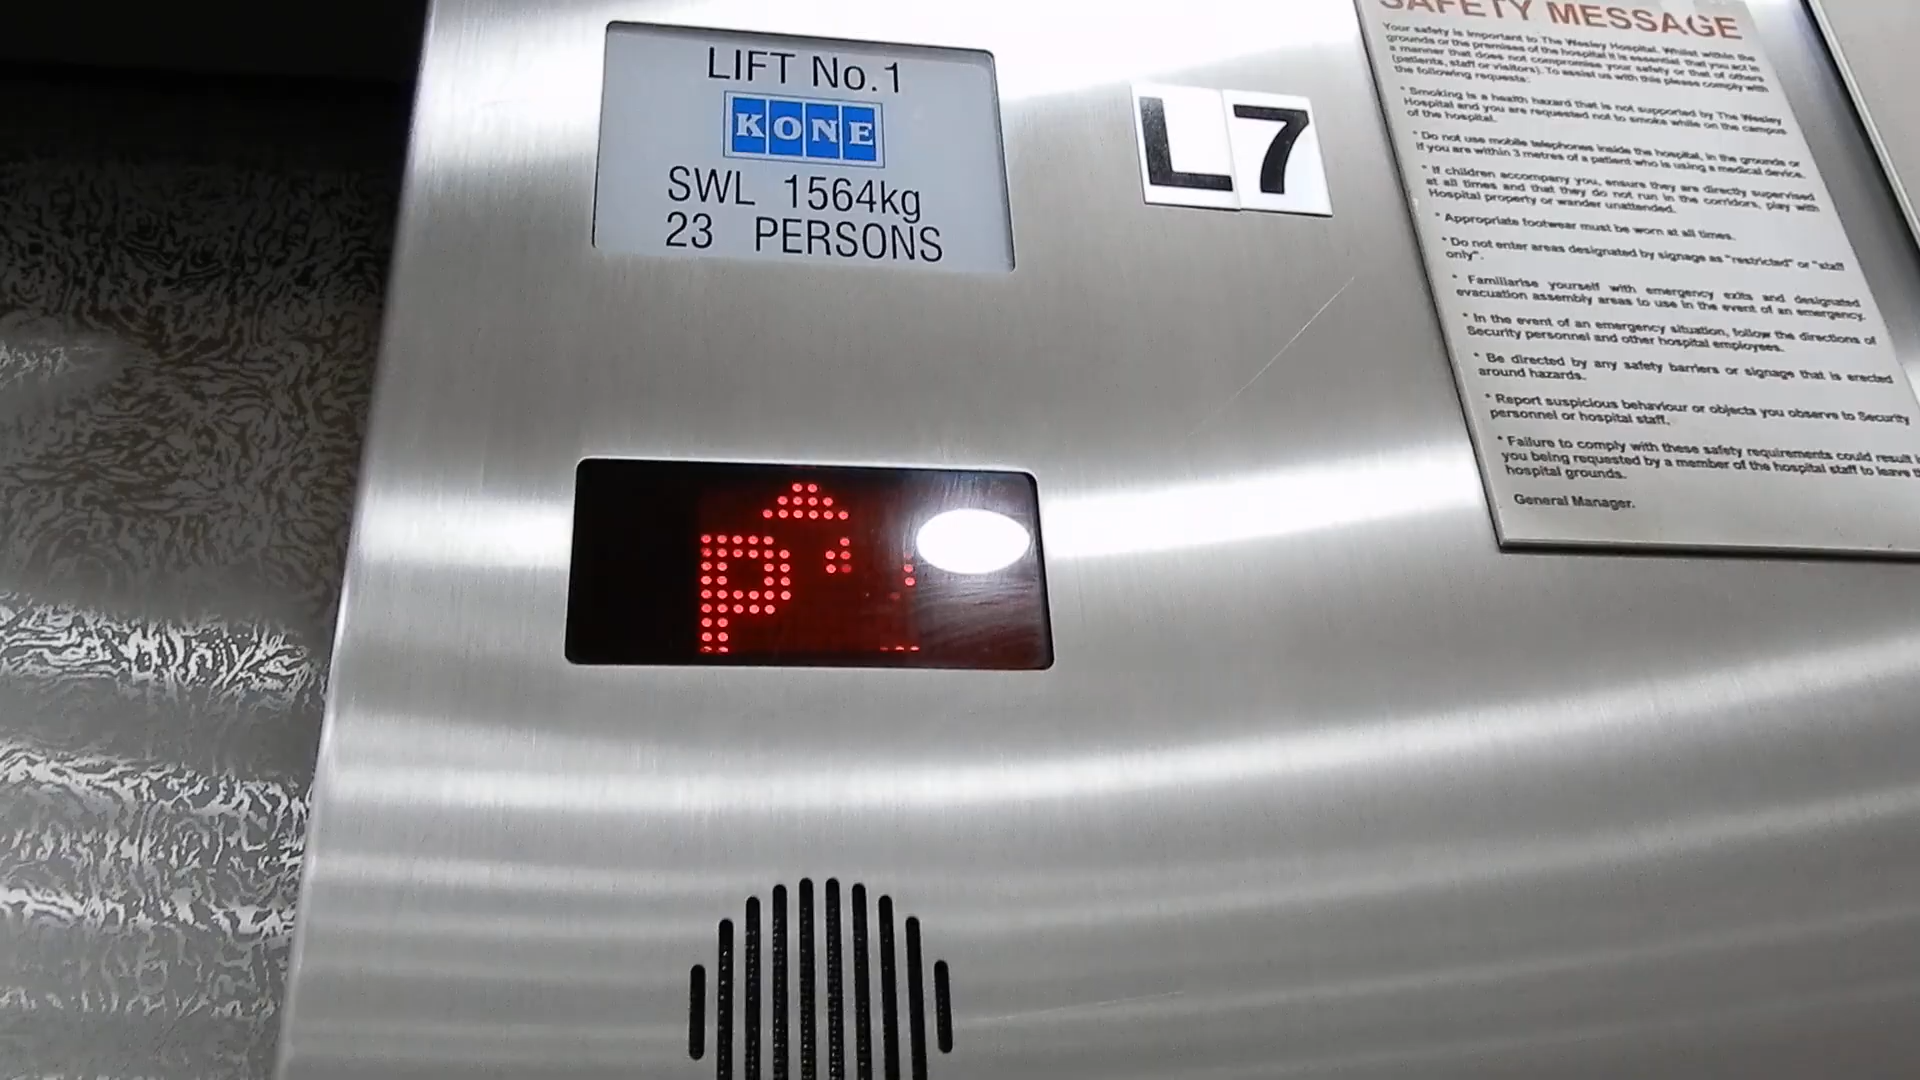 LIFT No.1
KONE
SWL 1564kg
23 PERSONS
L7
SAFETY MESSAGE
Your safety is important to The Wesley Hospital. Whilst within the
grounds or the premises of the hospital it is essential that you act in
a manner that does not compromise your safety or that of others
(patients, staff or visitors). To assist us with this please comply with
the following requests:
* Smoking is a health hazard that is not supported by The Wesley
Hospital and you are requested not to smoke while on the campus
of the hospital.
* Do not use mobile telephones inside the hospital, in the grounds or
if you are within 3 metres of a patient who is using a medical device.
* If children accompany you, ensure they are directly supervised
at all times and that they do not run in the corridors, play with
Hospital property or wander unattended.
* Appropriate footwear must be worn at all times.
* Do not enter areas designated by signage as "restricted" or "staff
only".
* Familiarise yourself with emergency exits and designated
evacuation assembly areas to use in the event of an emergency.
* In the event of an emergency situation, follow the directions of
Security personnel and other hospital employees.
* Be directed by any safety barriers or signage that is erected
around hazards.
* Report suspicious behaviour or objects you observe to Security
personnel or hospital staff.
* Failure to comply with these safety requirements could result
you being requested by a member of the hospital staff to leave
hospital grounds.
General Manager.
P